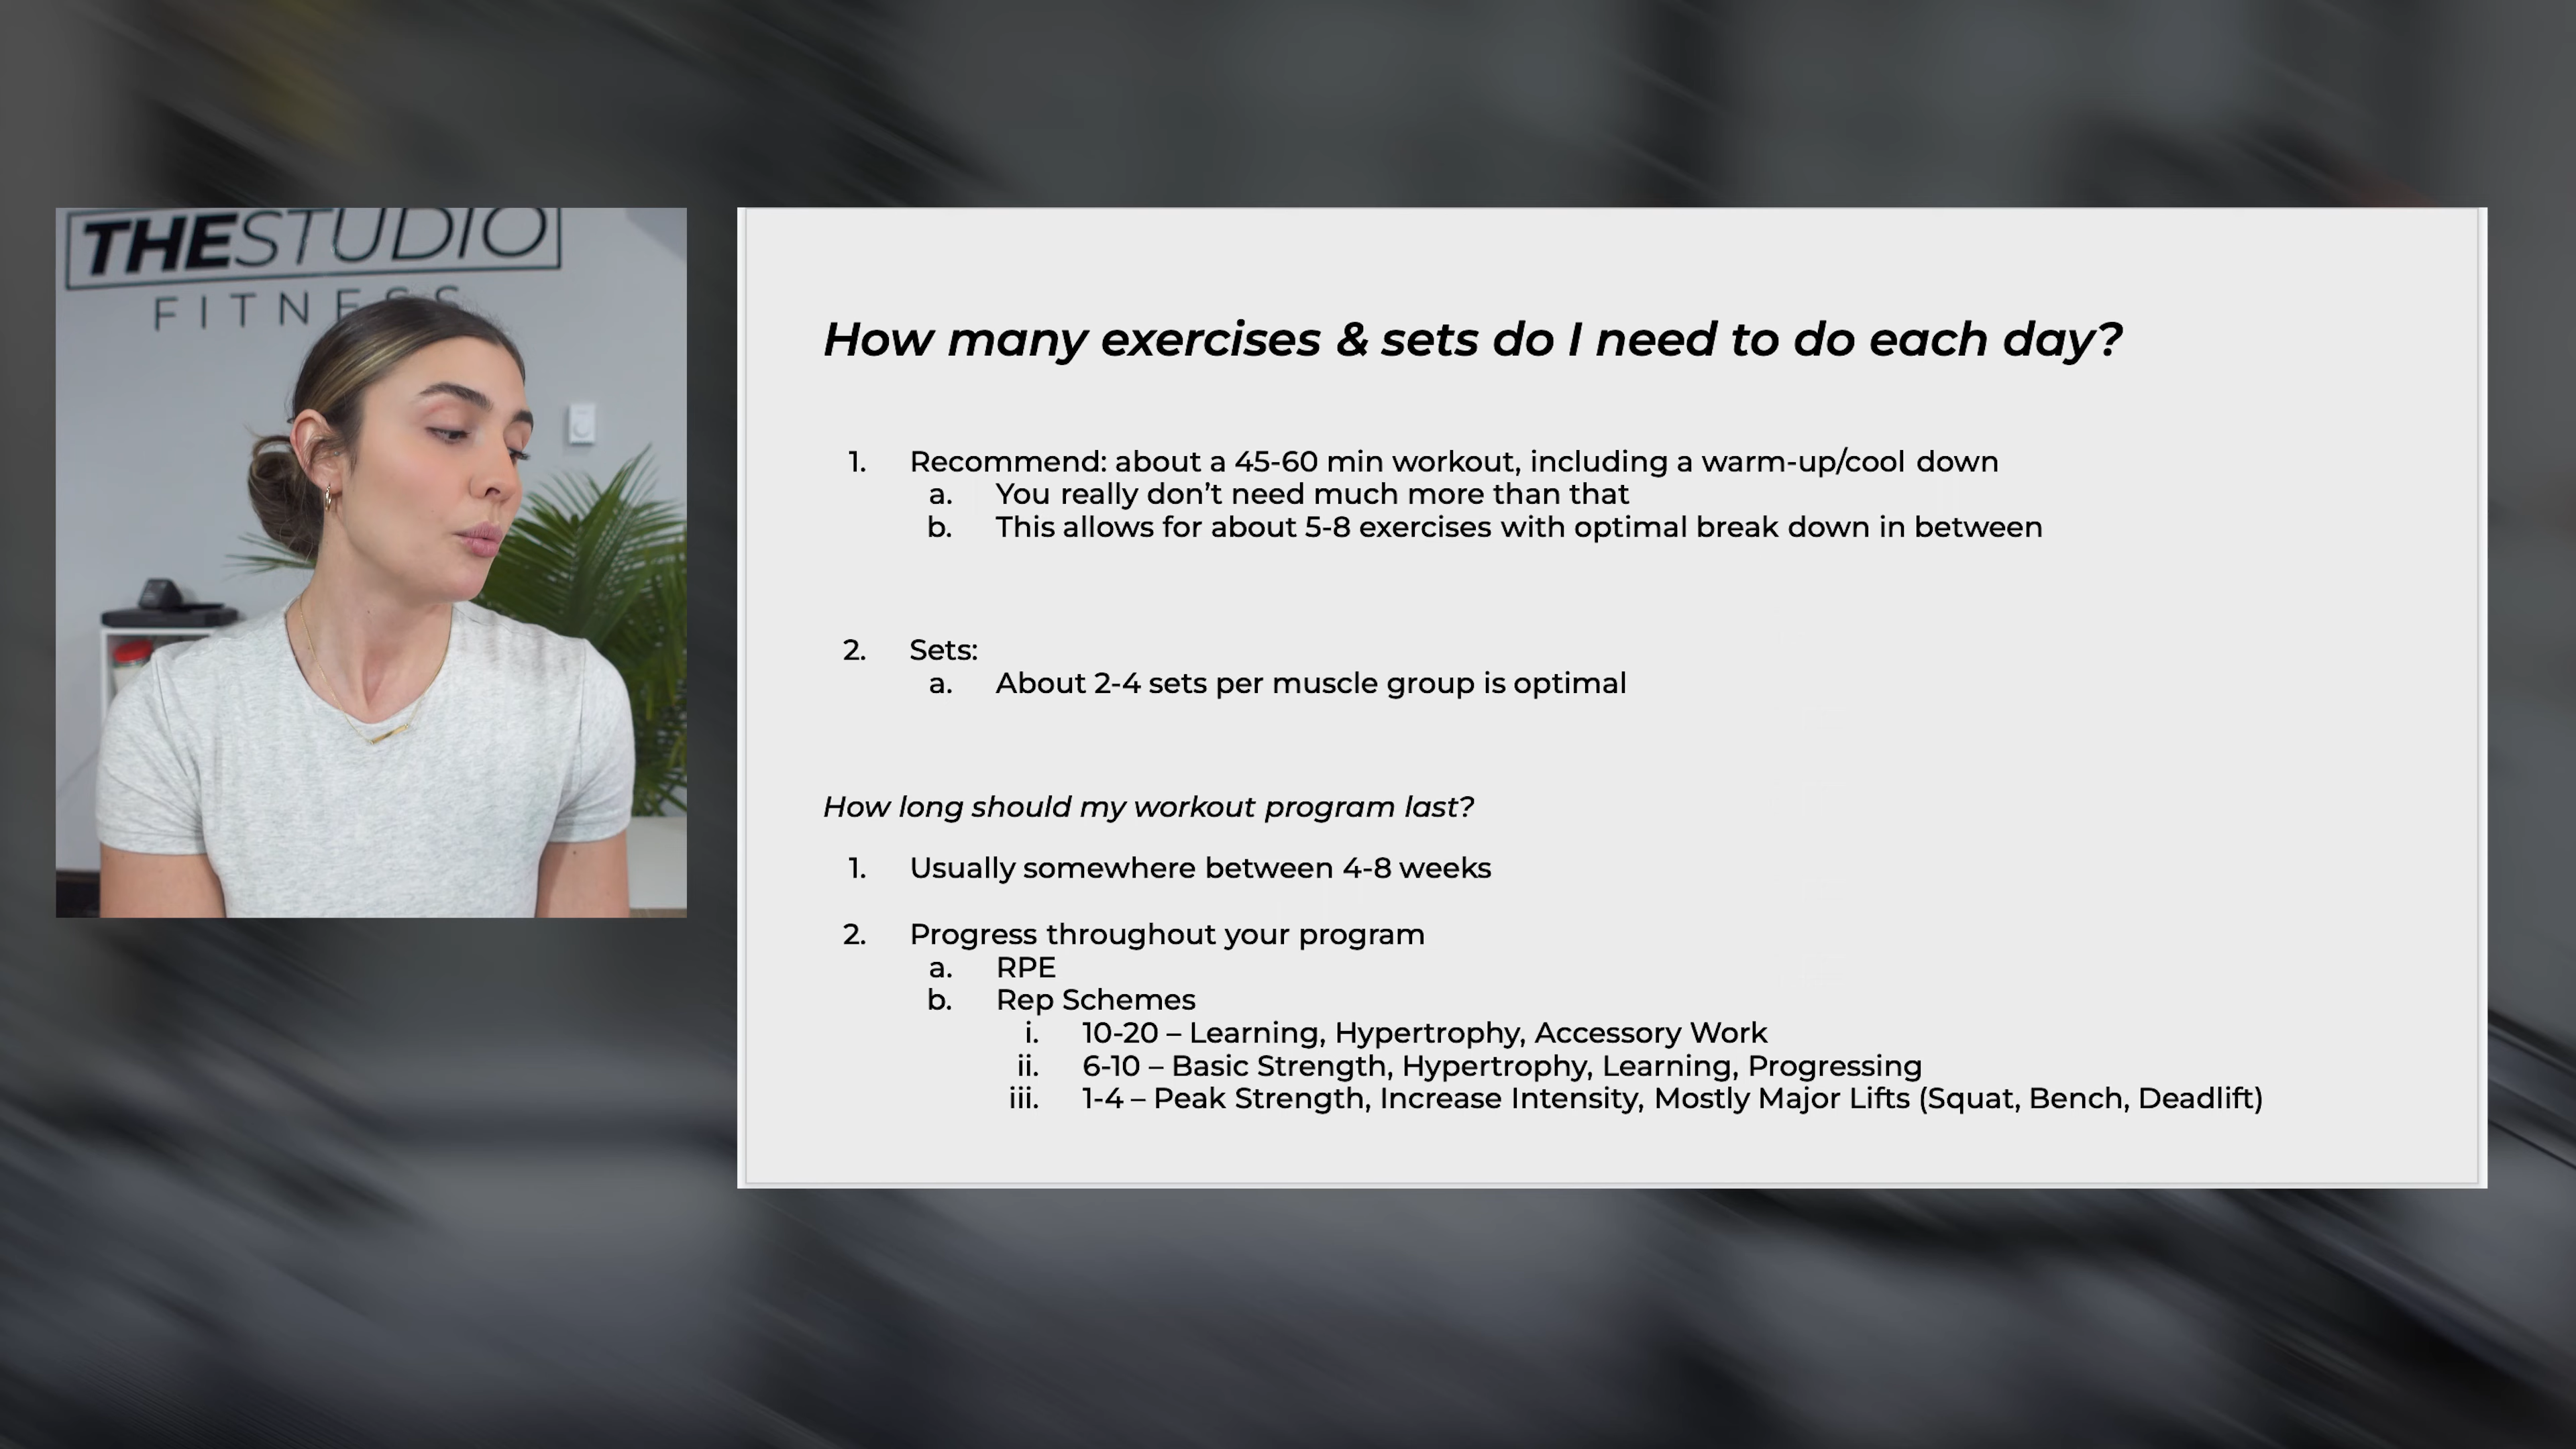 THESTUDIO
FITNESS
How many exercises & sets do I need to do each day?
1. Recommend: about a 45-60 min workout, including a warm-up/cool down
a. You really don't need much more than that
b. This allows for about 5-8 exercises with optimal break down in between
2. Sets:
a. About 2-4 sets per muscle group is optimal
How long should my workout program last?
1. Usually somewhere between 4-8 weeks
2. Progress throughout your program
a. RPE
b. Rep Schemes
i. 10-20 – Learning, Hypertrophy, Accessory Work
ii. 6-10 – Basic Strength, Hypertrophy, Learning, Progressing
iii. 1-4 – Peak Strength, Increase Intensity, Mostly Major Lifts (Squat, Bench, Deadlift)